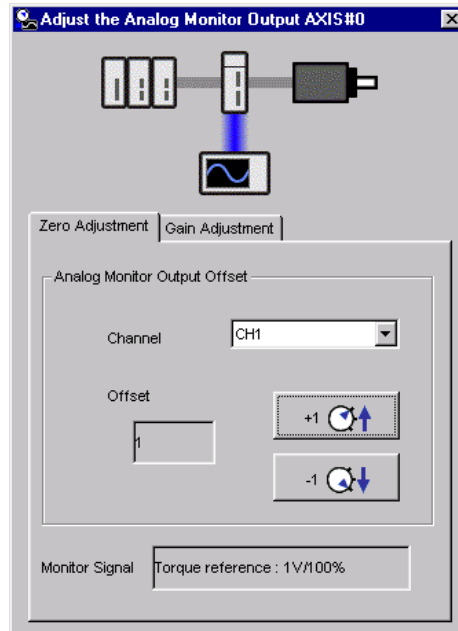 Adjust the Analog Monitor Output AXIS#0
Zero Adjustment
Gain Adjustment
Analog Monitor Output Offset
Channel
CH1
Offset
1
+1
-1
Monitor Signal
Torque reference : 1V/100%